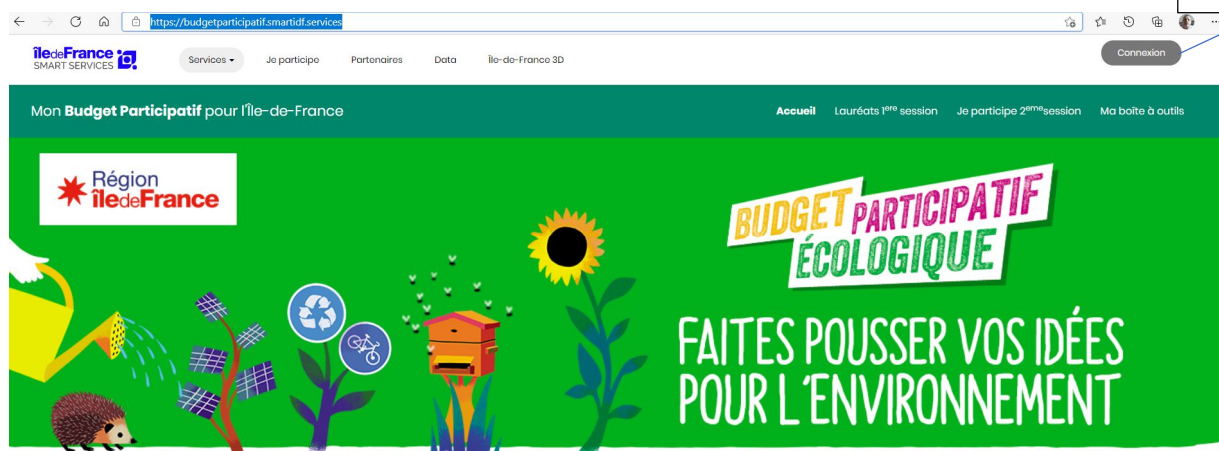 https://budgetparticipatif.smartidf.services
îledeFrance
SMART SERVICES
Services
Je participe
Partenaires
Data
Île-de-France 3D
Connexion
Mon Budget Participatif pour l'Île-de-France
Accueil
Lauréats 1ere session
Je participe 2emesession
Ma boîte à outils
Région
îledeFrance
BUDGET PARTICIPATIF
ÉCOLOGIQUE
FAITES POUSSER VOS IDÉES
POUR L'ENVIRONNEMENT